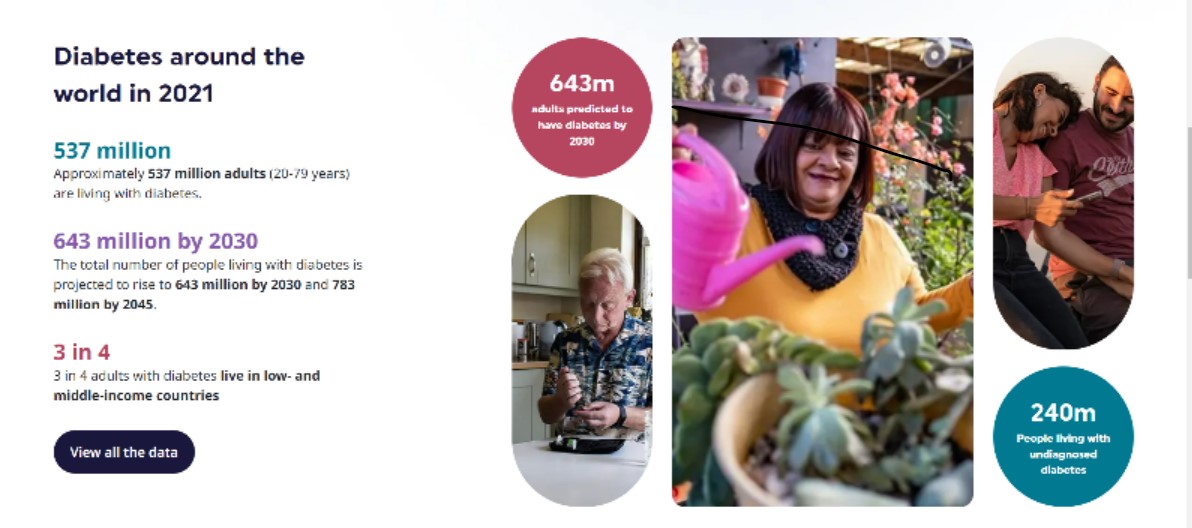 Diabetes around the
world in 2021
537 million
Approximately 537 million adults (20-79 years)
are living with diabetes.
643 million by 2030
The total number of people living with diabetes is
projected to rise to 643 million by 2030 and 783
million by 2045.
3 in 4
3 in 4 adults with diabetes live in low- and
middle-income countries
View all the data
643m
adults predicted to
have diabetes by
2030
240m
People living with
undiagnosed
diabetes